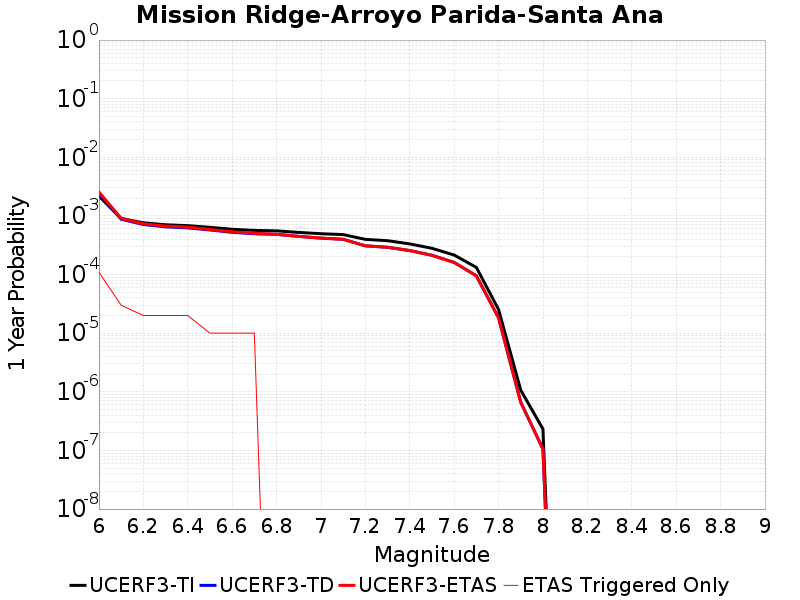 Mission Ridge-Arroyo Parida-Santa Ana
10^0
10^-1
10^-2
10^-3
10^-4
10^-5
10^-6
10^-7
10^-8
1 Year Probability
6 6.2 6.4 6.6 6.8 7 7.2 7.4 7.6 7.8 8 8.2 8.4 8.6 8.8 9
Magnitude
UCERF3-TI UCERF3-TD UCERF3-ETAS ETAS Triggered Only